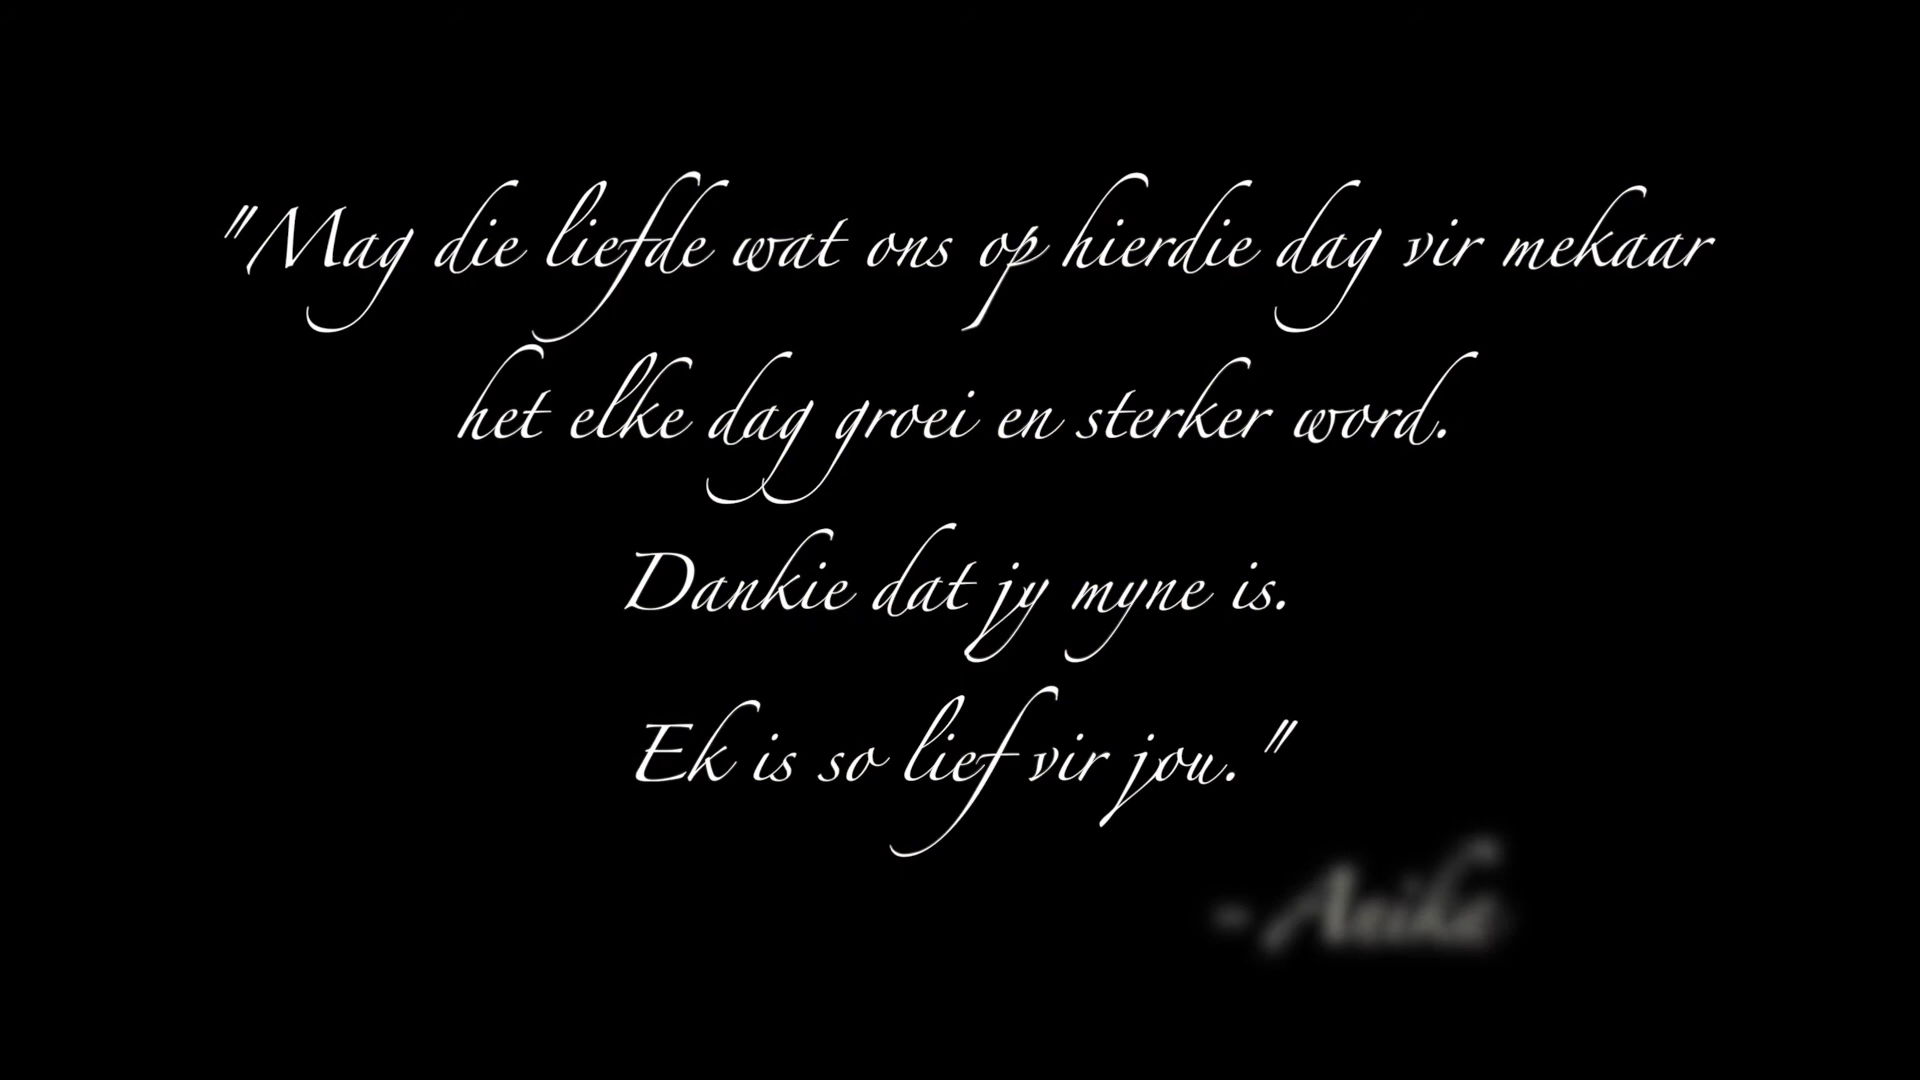 "Mag die liefde wat ons op hierdie dag vir mekaar
het elke dag groei en sterker word.
Dankie dat jy myne is.
Ek is so lief vir jou."
- Anika